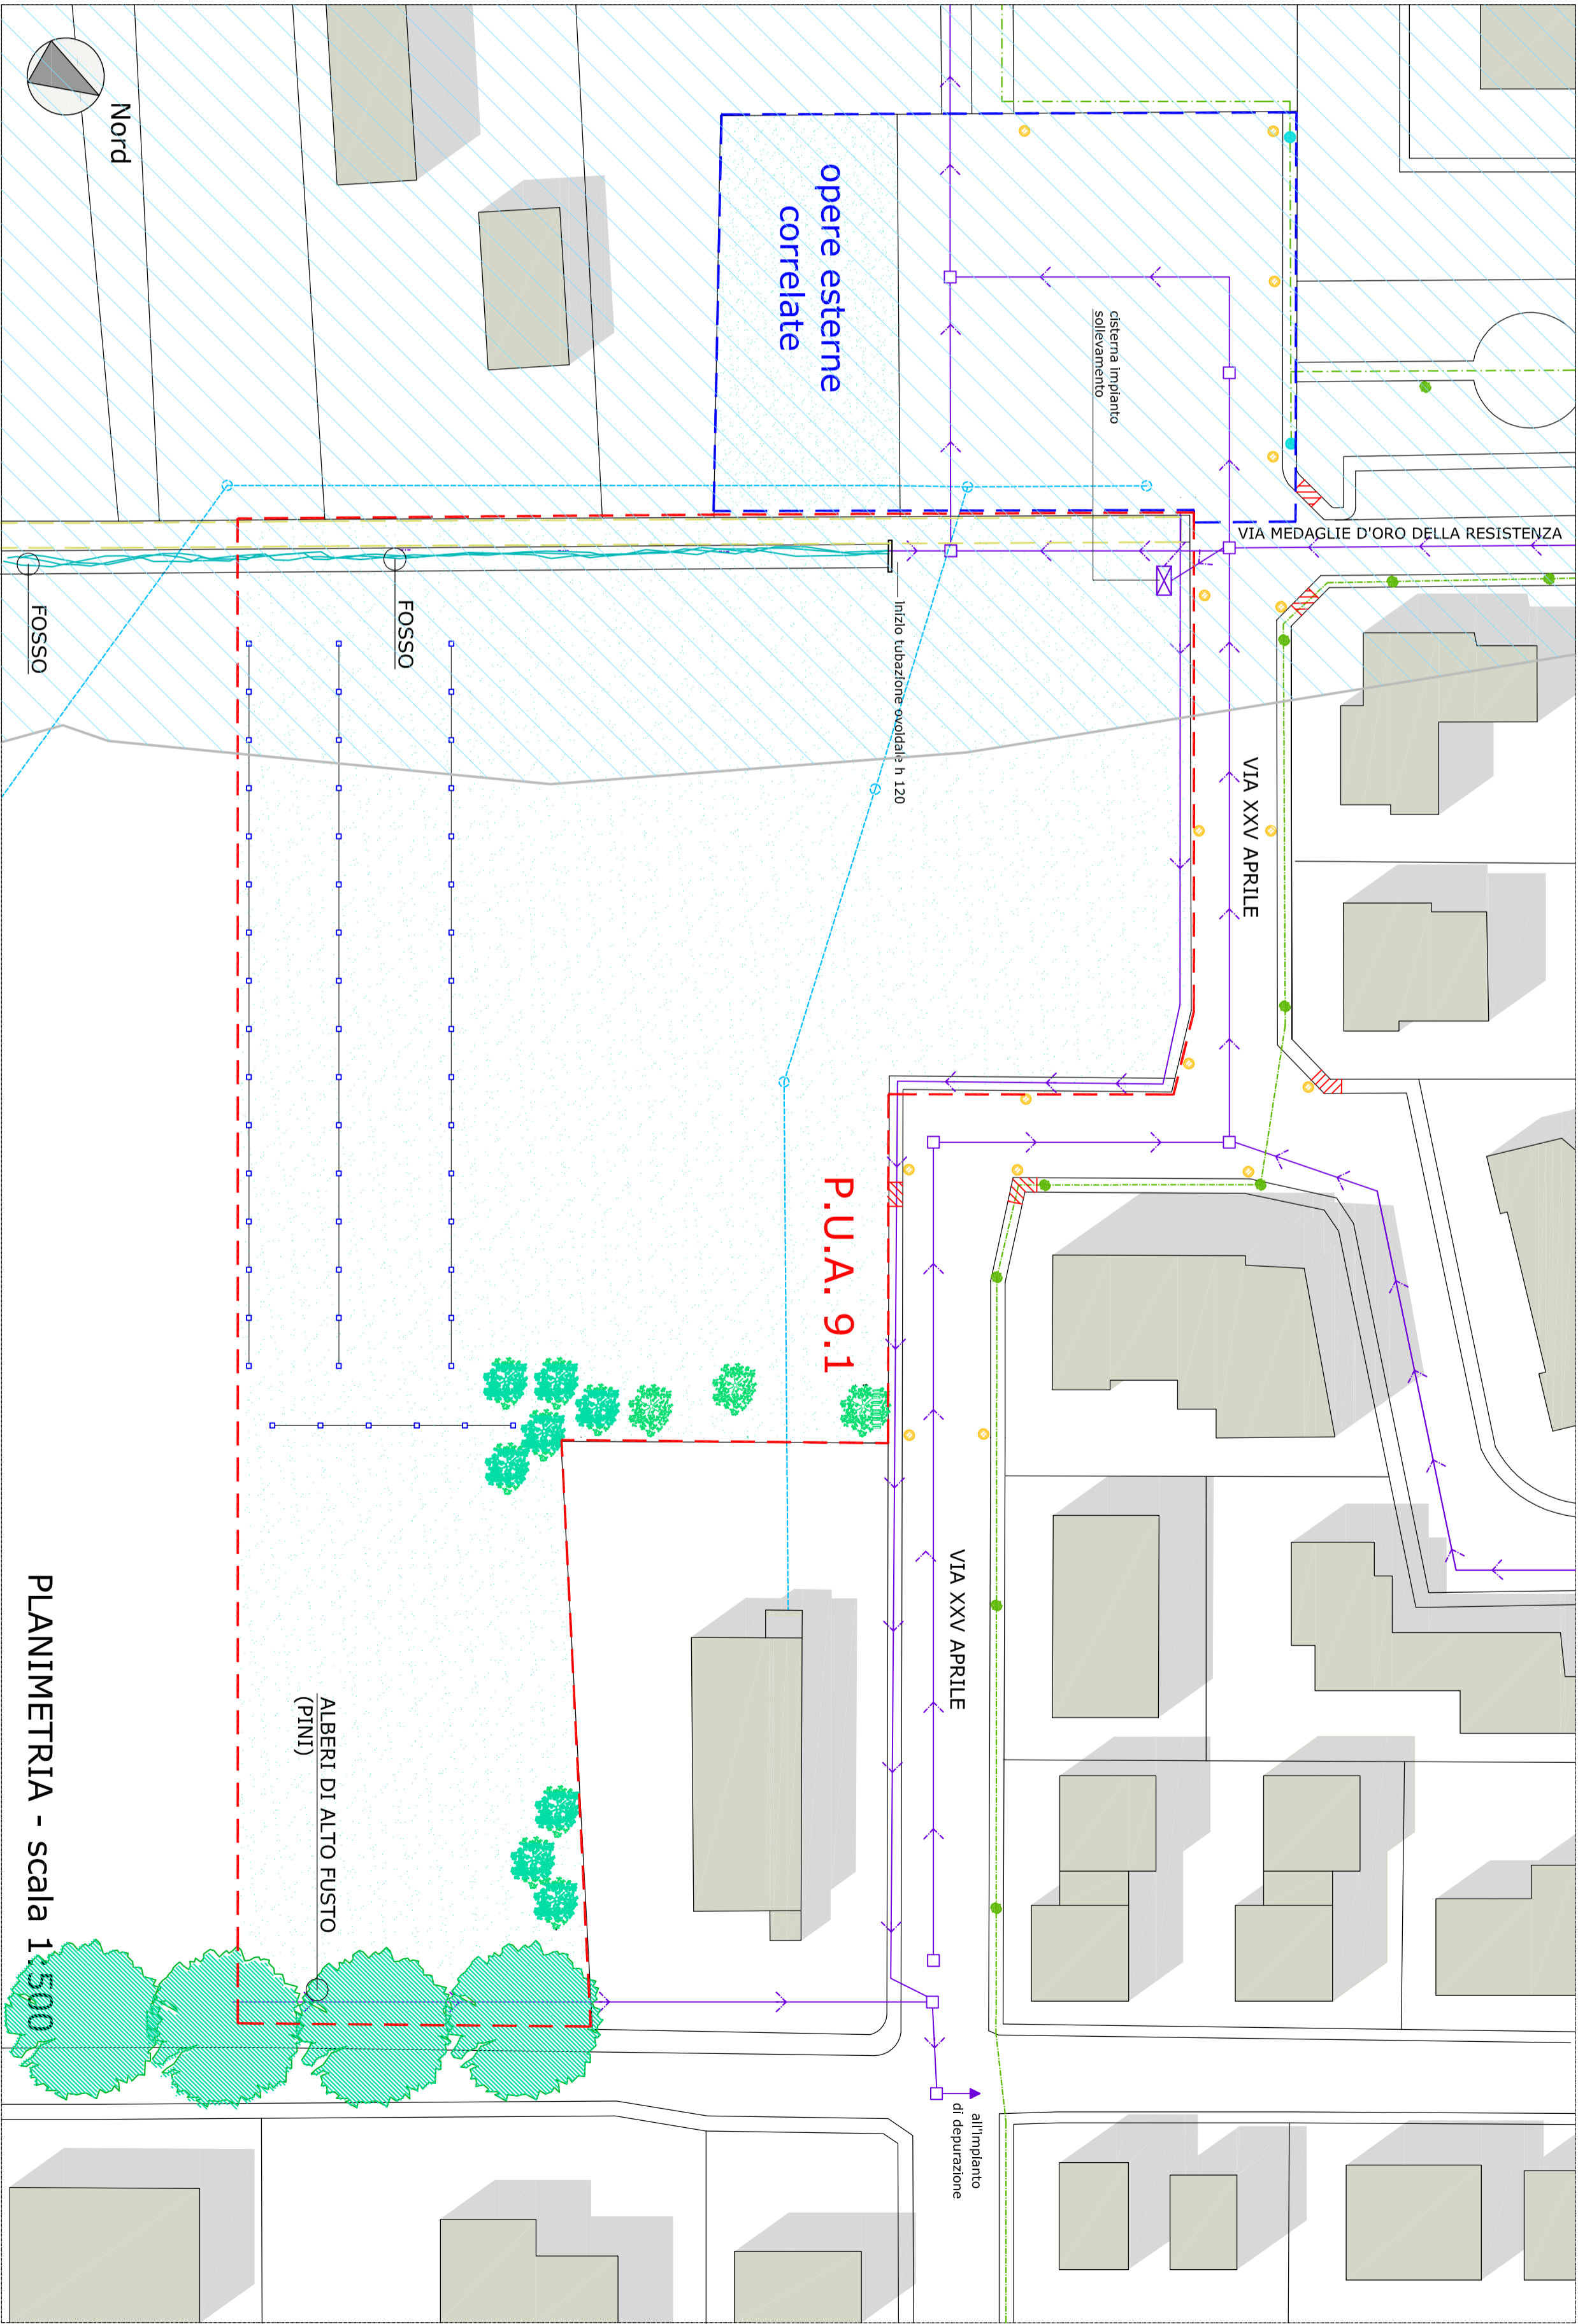 Nord
opere esterne
correlate
cisterna impianto
sollevamento
VIA MEDAGLIE D'ORO DELLA RESISTENZA
FOSSO
FOSSO
inizio tubazione ovoidale h 120
VIA XXV APRILE
P.U.A. 9.1
VIA XXV APRILE
ALBERI DI ALTO FUSTO
(PINI)
PLANIMETRIA - scala 1:500
all'impianto
di depurazione